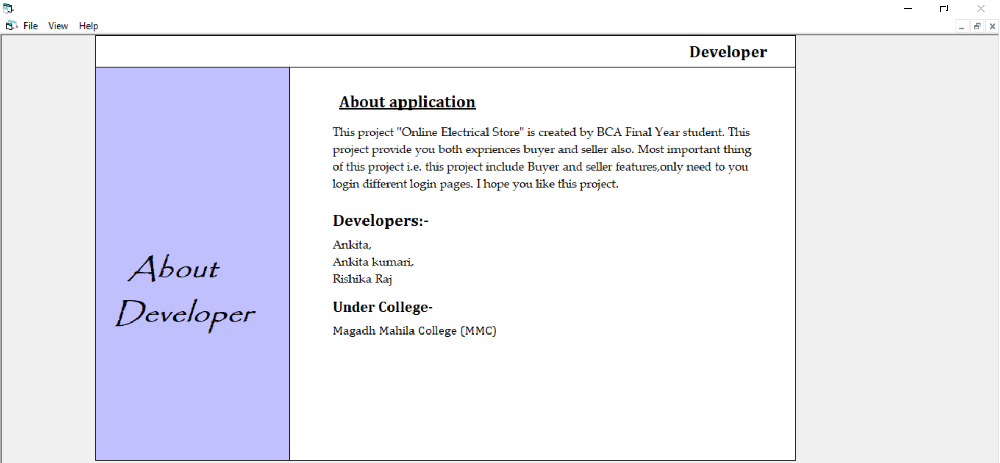 File View Help
Developer
About application
This project "Online Electrical Store" is created by BCA Final Year student. This
project provide you both expriences buyer and seller also. Most important thing
of this project i.e. this project include Buyer and seller features,only need to you
login different login pages. I hope you like this project.
Developers:-
Ankita,
Ankita kumari,
Rishika Raj
Under College-
Magadh Mahila College (MMC)
About
Developer